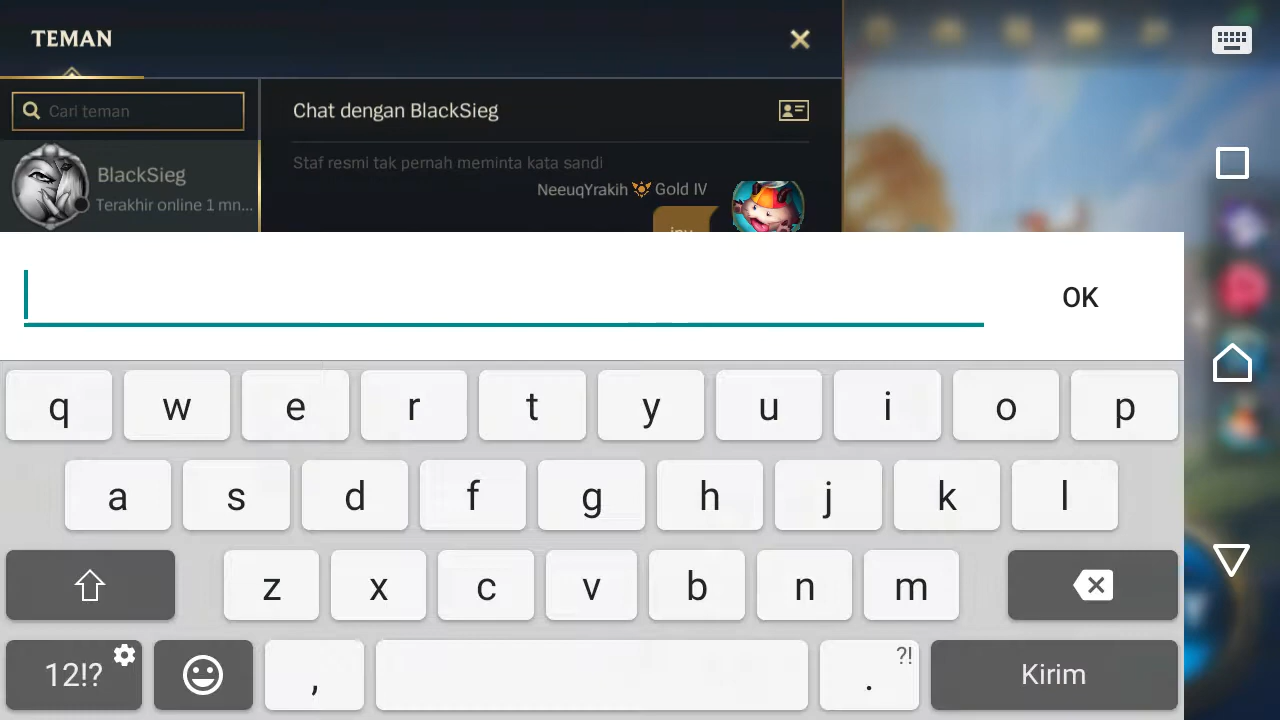 TEMAN
Cari teman
Chat dengan BlackSieg
Staf resmi tak pernah meminta kata sandi
BlackSieg
Terakhir online 1 mn...
NeeuqYrakih Gold IV
OK
q w e r t y u i o p
a s d f g h j k l
z x c v b n m
12!? , . ?! Kirim